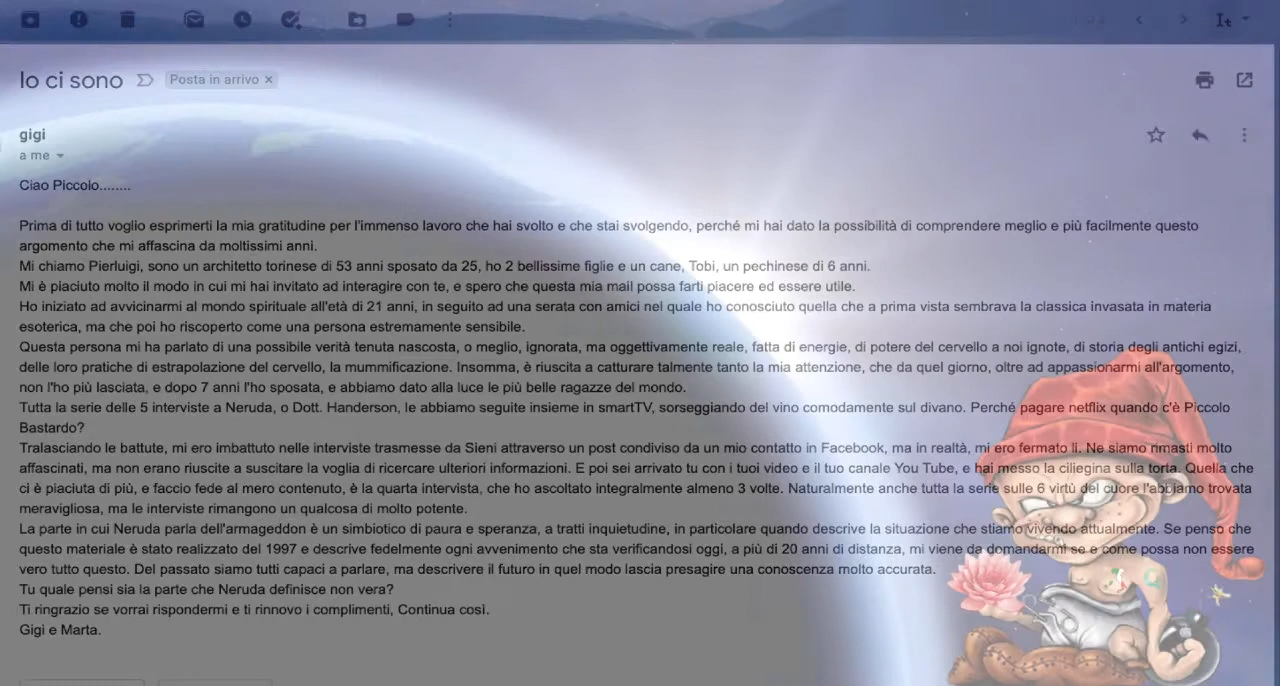 Io ci sono Posta in arrivo ×
gigi
a me
Ciao Piccolo........
Prima di tutto voglio esprimerti la mia gratitudine per l'immenso lavoro che hai svolto e che stai svolgendo, perché mi hai dato la possibilità di comprendere meglio e più facilmente questo
argomento che mi affascina da moltissimi anni.
Mi chiamo Pierluigi, sono un architetto torinese di 53 anni sposato da 25, ho 2 bellissime figlie e un cane, Tobi, un pechinese di 6 anni.
Mi è piaciuto molto il modo in cui mi hai invitato ad interagire con te, e spero che questa mia mail possa farti piacere ed essere utile.
Ho iniziato ad avvicinarmi al mondo spirituale all'età di 21 anni, in seguito ad una serata con amici nel quale ho conosciuto quella che a prima vista sembrava la classica invasata in materia
esoterica, ma che poi ho riscoperto come una persona estremamente sensibile.
Questa persona mi ha parlato di una possibile verità tenuta nascosta, o meglio, ignorata, ma oggettivamente reale, fatta di energie, di potere del cervello a noi ignote, di storia degli antichi egizi,
delle loro pratiche di estrapolazione del cervello, la mummificazione. Insomma, è riuscita a catturare talmente tanto la mia attenzione, che da quel giorno, oltre ad appassionarmi all'argomento,
non l'ho più lasciata, e dopo 7 anni l'ho sposata, e abbiamo dato alla luce le più belle ragazze del mondo.
Tutta la serie delle 5 interviste a Neruda, o Dott. Handerson, le abbiamo seguite insieme in smartTV, sorseggiando del vino comodamente sul divano. Perché pagare netflix quando c'è Piccolo
Bastardo?
Tralasciando le battute, mi ero imbattuto nelle interviste trasmesse da Sieni attraverso un post condiviso da un mio contatto in Facebook, ma in realtà, mi ero fermato li. Ne siamo rimasti molto
affascinati, ma non erano riuscite a suscitare la voglia di ricercare ulteriori informazioni. E poi sei arrivato tu con i tuoi video e il tuo canale You Tube, e hai messo la ciliegina sulla torta. Quella che
ci è piaciuta di più, e faccio fede al mero contenuto, è la quarta intervista, che ho ascoltato integralmente almeno 3 volte. Naturalmente anche tutta la serie sulle 6 virtù del cuore l'abbiamo trovata
meravigliosa, ma le interviste rimangono un qualcosa di molto potente.
La parte in cui Neruda parla dell'armageddon è un simbiotico di paura e speranza, a tratti inquietudine, in particolare quando descrive la situazione che stiamo vivendo attualmente. Se penso che
questo materiale è stato realizzato del 1997 e descrive fedelmente ogni avvenimento che sta verificandosi oggi, a più di 20 anni di distanza, mi viene da domandarmi se e come possa non essere
vero tutto questo. Del passato siamo tutti capaci a parlare, ma descrivere il futuro in quel modo lascia presagire una conoscenza molto accurata.
Tu quale pensi sia la parte che Neruda definisce non vera?
Ti ringrazio se vorrai rispondermi e ti rinnovo i complimenti, Continua così.
Gigi e Marta.